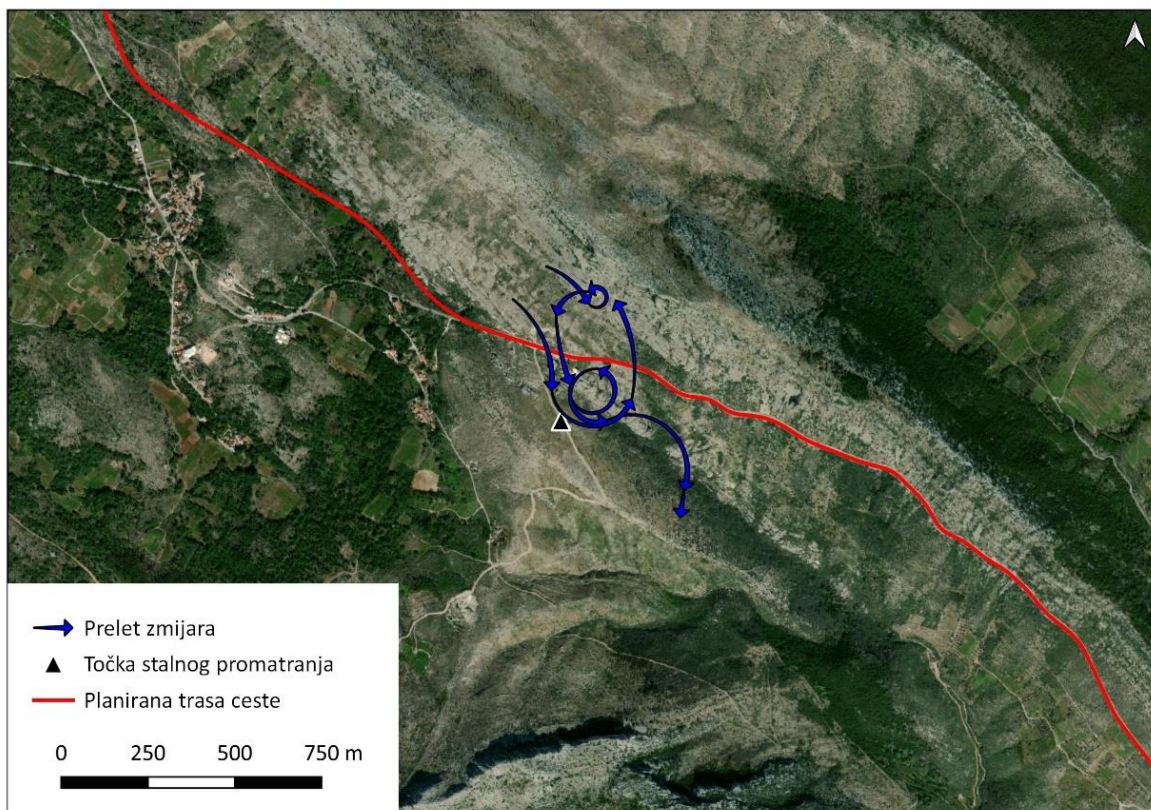 Prelet zmijara
Točka stalnog promatranja
Planirana trasa ceste
0 250 500 750 m